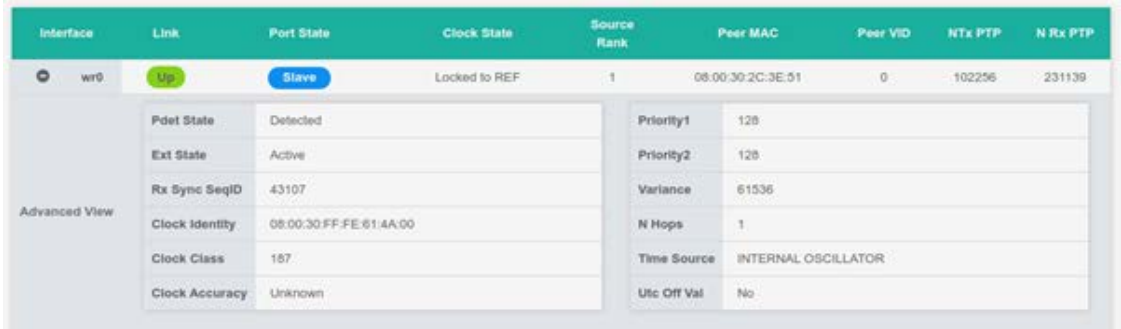 Interface Link Port State Clock State Source Rank Peer MAC Peer VID NTx PTP N Rx PTP
wr0 Up Slave Locked to REF 1 08:00:30:2C:3E:51 0 102256 231139
Advanced View
Pdet State Detected
Ext State Active
Rx Sync SeqID 43107
Clock Identity 08:00:30:FF:FE:61:4A:00
Clock Class 187
Clock Accuracy Unknown
Priority1 128
Priority2 128
Variance 61536
N Hops 1
Time Source INTERNAL OSCILLATOR
Utc Off Val No